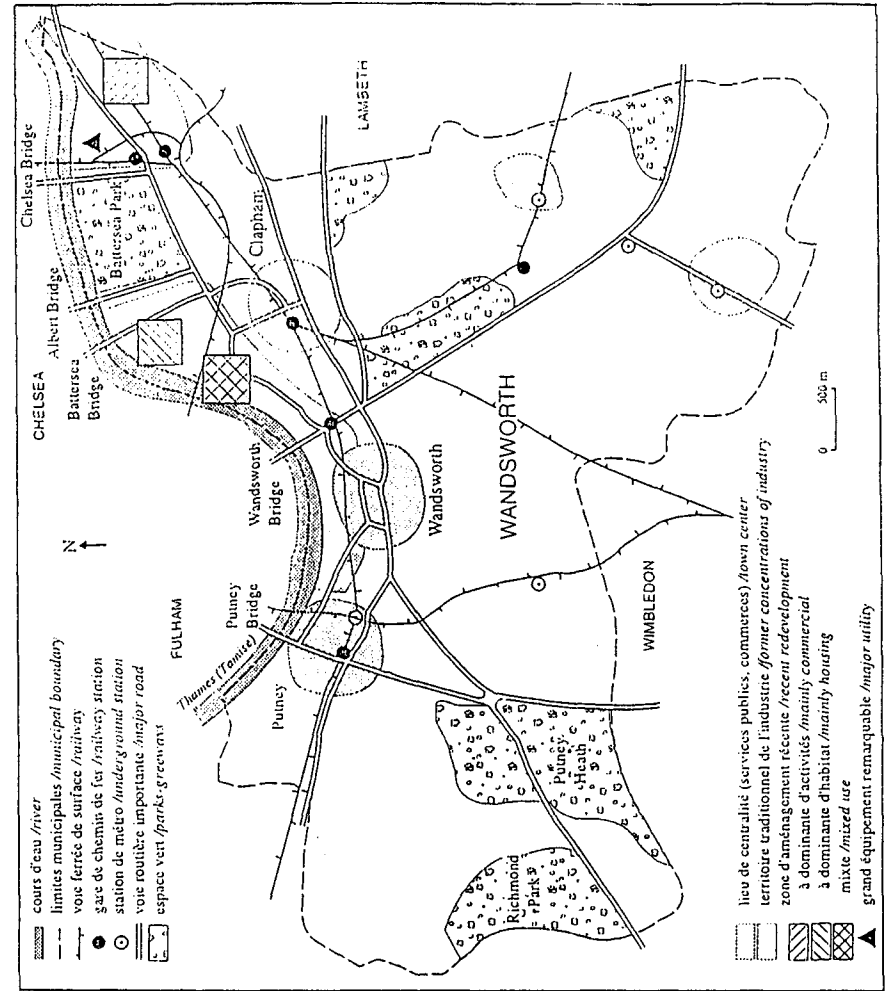 cours d'eau /river
limites municipales /municipal boundary
voie ferrée de surface /railway
gare de chemin de fer /railway station
station de métro /underground station
voie routière importante /major road
espace vert /parks-greenways
N
CHELSEA
FULHAM
LAMBETH
WIMBLEDON
WANDSWORTH
Thames (Tamise)
Putney
Putney
Bridge
Wandsworth
Bridge
Battersea
Bridge
Albert Bridge
Chelsea Bridge
Battersea Park
Clapham
Wandsworth
Putney
Heath
Richmond
Park
0 500 m
lieu de centralité (services publics, commerces) /town center
territoire traditionnel de l'industrie /former concentrations of industry
zone d'aménagement récente /recent redevelopment
à dominante d'activités /mainly commercial
à dominante d'habitat /mainly housing
mixte /mixed use
grand équipement remarquable /major utility